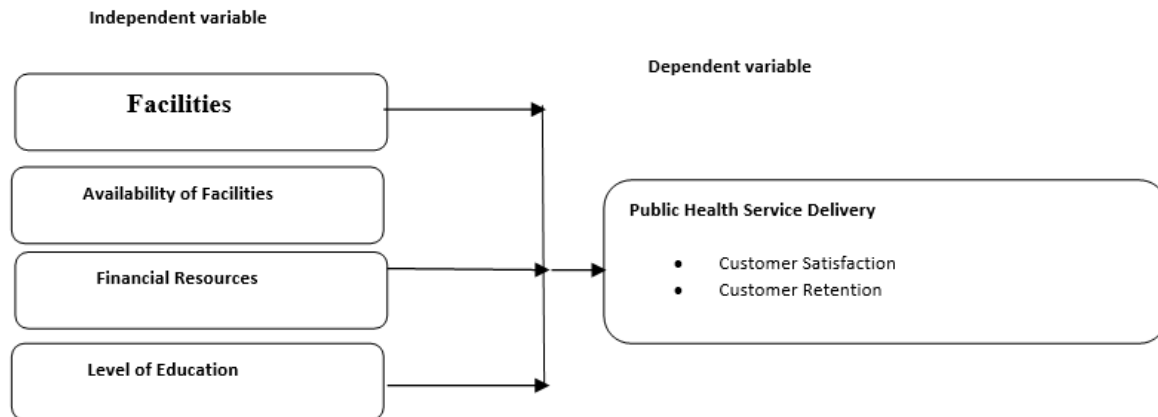 Independent variable
Dependent variable
Facilities
Availability of Facilities
Financial Resources
Level of Education
Public Health Service Delivery
• Customer Satisfaction
• Customer Retention